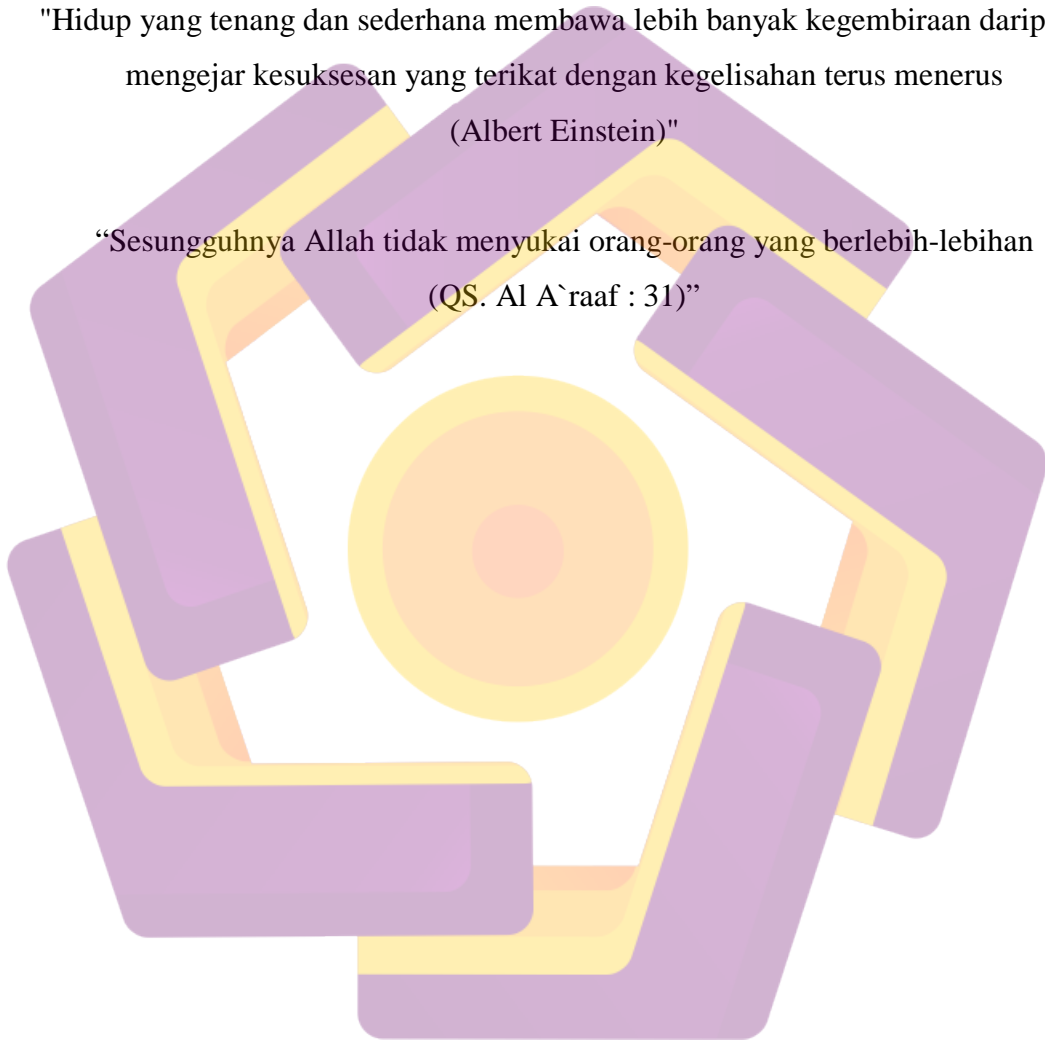 "Hidup yang tenang dan sederhana membawa lebih banyak kegembiraan darip
mengejar kesuksesan yang terikat dengan kegelisahan terus menerus
(Albert Einstein)"
“Sesungguhnya Allah tidak menyukai orang-orang yang berlebih-lebihan
(QS. Al A`raaf : 31)”